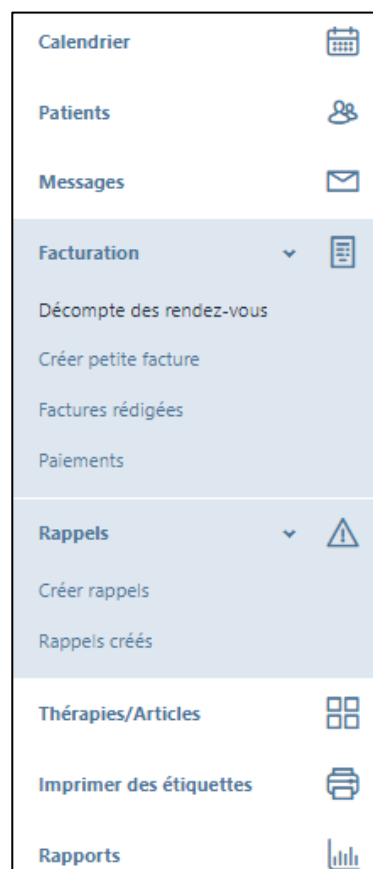 Calendrier
Patients
Messages
Facturation
Décompte des rendez-vous
Créer petite facture
Factures rédigées
Paiements
Rappels
Créer rappels
Rappels créés
Thérapies/Articles
Imprimer des étiquettes
Rapports